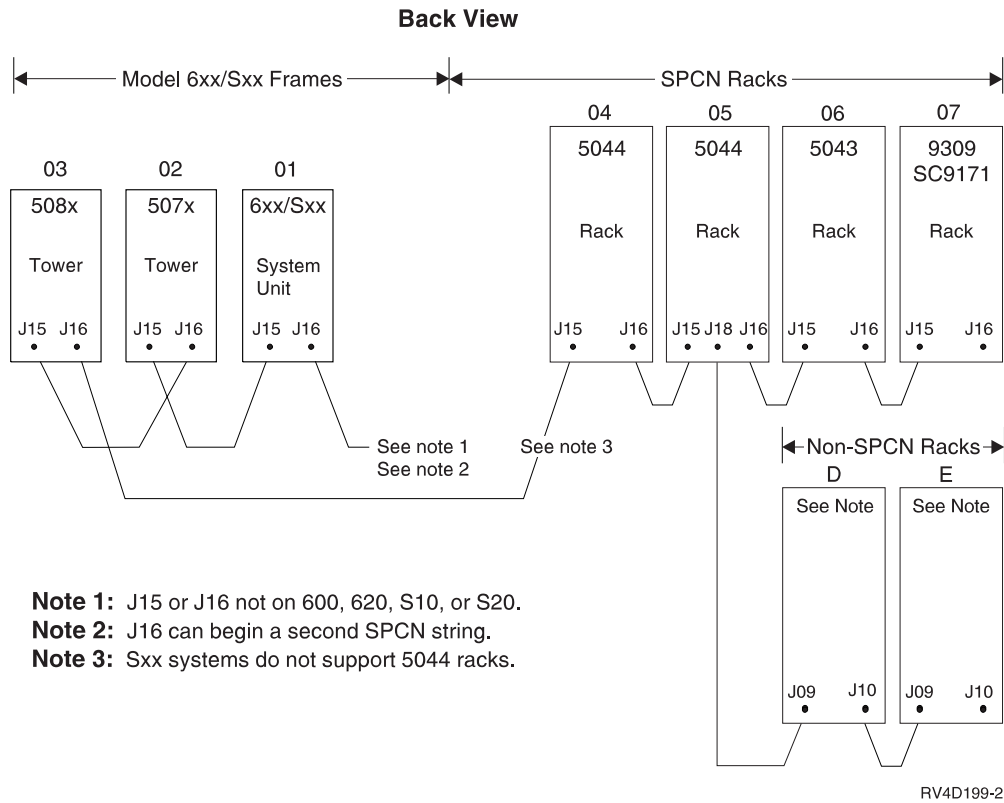 Back View
Model 6xx/Sxx Frames
SPCN Racks
04 05 06 07
5044 5044 5043 9309
SC9171
Rack Rack Rack Rack
J15 J16 J15 J18 J16 J15 J16 J15 J16
03 02 01
508x 507x 6xx/Sxx
Tower Tower System
Unit
J15 J16 J15 J16 J15 J16
See note 1
See note 2
See note 3
Non-SPCN Racks
D E
See Note See Note
J09 J10 J09 J10
Note 1: J15 or J16 not on 600, 620, S10, or S20.
Note 2: J16 can begin a second SPCN string.
Note 3: Sxx systems do not support 5044 racks.
RV4D199-2